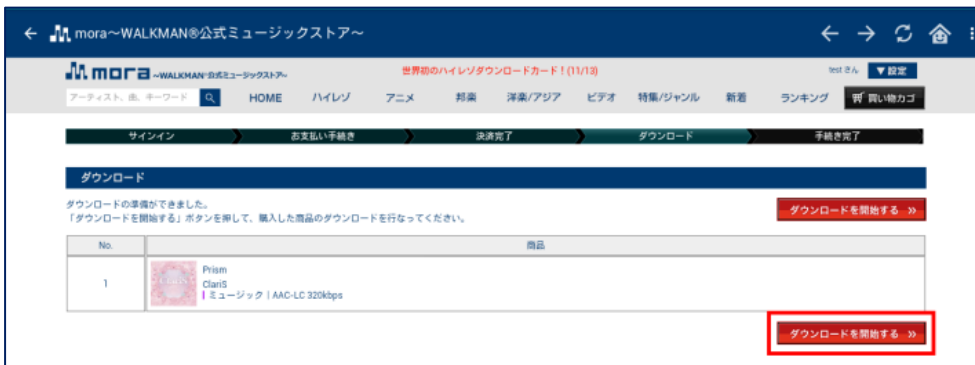 mora～WALKMAN®公式ミュージックストア～
mora ～WALKMAN®公式ミュージックストア～
世界初のハイレゾダウンロードカード！(11/13)
test さん
▼設定
アーティスト、曲、キーワード
HOME ハイレゾ アニメ 邦楽 洋楽/アジア ビデオ 特集/ジャンル 新着 ランキング 買い物カゴ
サインイン お支払い手続き 決済完了 ダウンロード 手続き完了
ダウンロード
ダウンロードの準備ができました。
「ダウンロードを開始する」ボタンを押して、購入した商品のダウンロードを行なってください。
ダウンロードを開始する »
No. 商品
1
Prism
ClariS
ミュージック | AAC-LC 320kbps
ダウンロードを開始する »